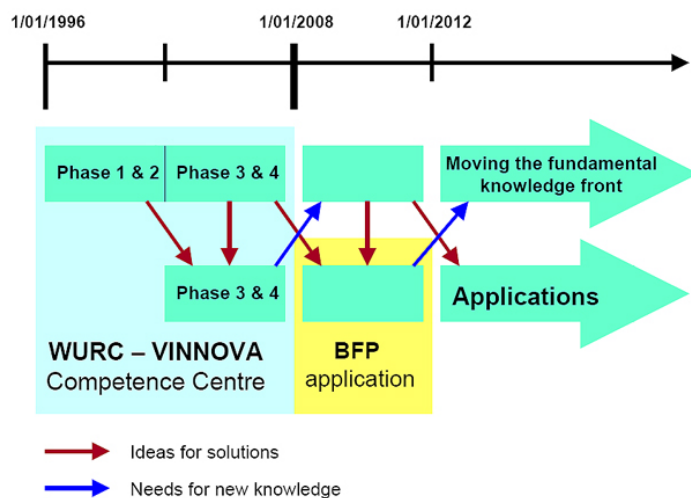 1/01/1996
1/01/2008
1/01/2012
Phase 1 & 2
Phase 3 & 4
Moving the fundamental
knowledge front
Phase 3 & 4
Applications
WURC – VINNOVA
Competence Centre
BFP
application
Ideas for solutions
Needs for new knowledge